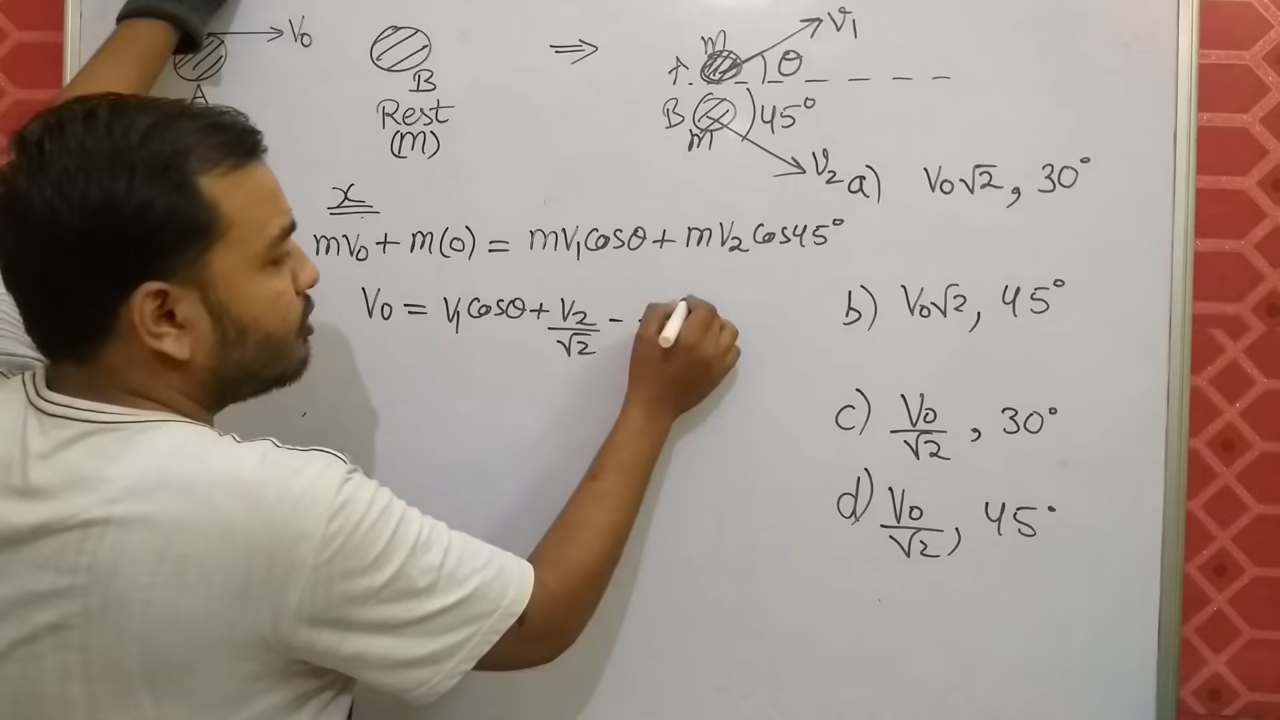 V₀
A
B
Rest
(M)
⇒
m
V₁
A
θ
B
45°
m
V₂
x
mV₀ + m(0) = mV₁cosθ + mV₂cos45°
V₀ = V₁cosθ + V₂/√2 -
a) V₀√2, 30°
b) V₀√2, 45°
c) V₀/√2, 30°
d) V₀/√2, 45°